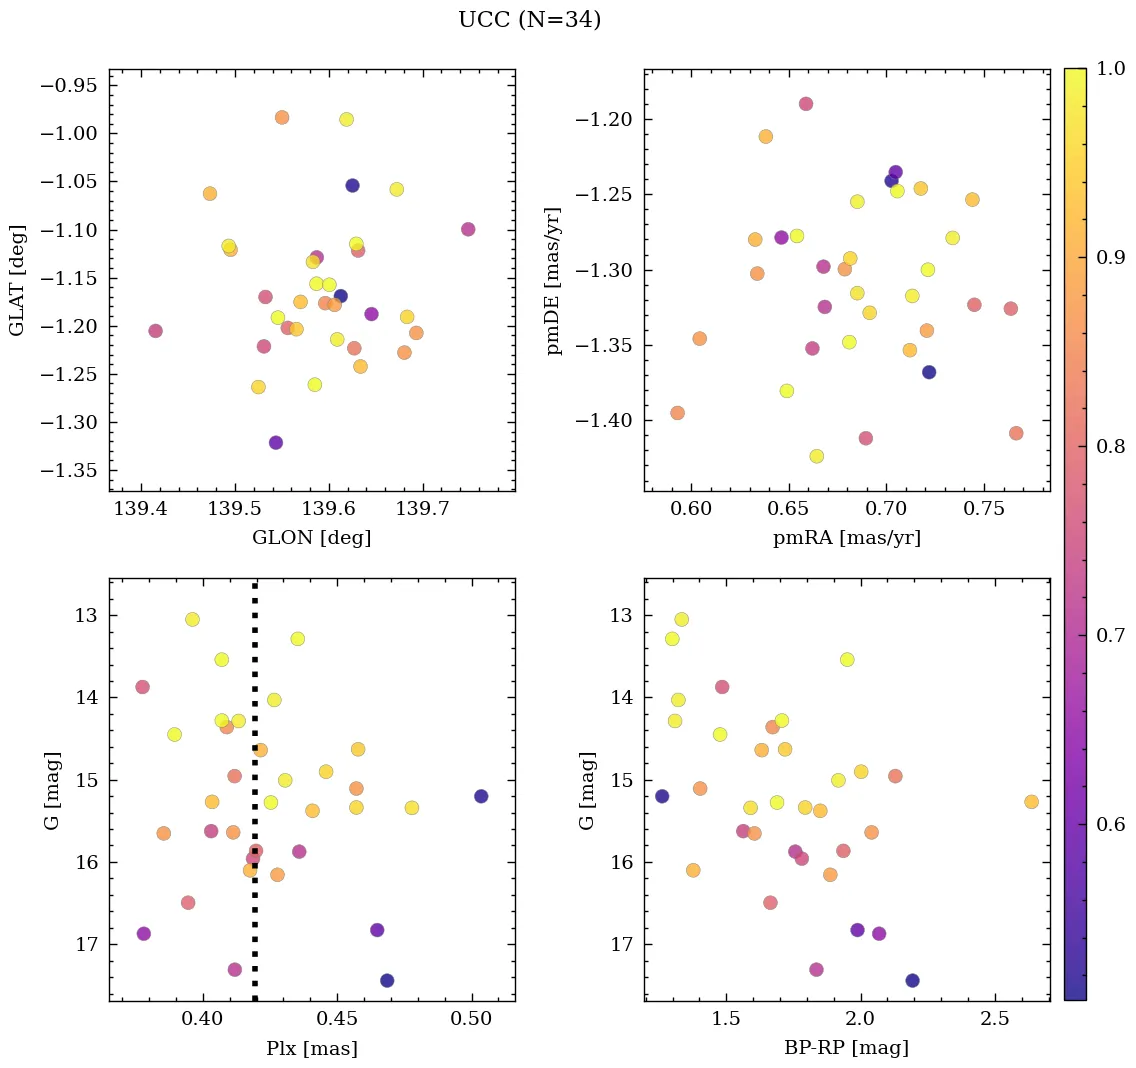 UCC (N=34)
−0.95
−1.00
−1.05
−1.10
−1.15
−1.20
−1.25
−1.30
−1.35
GLAT [deg]
139.4 139.5 139.6 139.7
GLON [deg]
−1.20
−1.25
−1.30
−1.35
−1.40
pmDE [mas/yr]
0.60 0.65 0.70 0.75
pmRA [mas/yr]
13
14
15
16
17
G [mag]
0.40 0.45 0.50
Plx [mas]
13
14
15
16
17
G [mag]
1.5 2.0 2.5
BP-RP [mag]
1.0
0.9
0.8
0.7
0.6